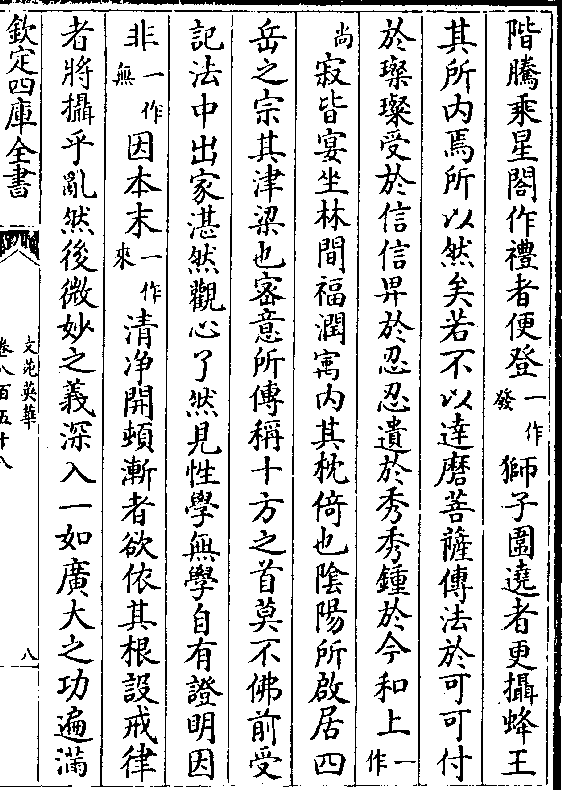 階騰乘星閣作禮者便登一作發獅子圍遶者更攝蜂王
其所内焉所以然矣若不以達磨菩薩傳法於可可付
於璨璨受於信信昇於忍忍遺於秀秀鍾於今和上一作
尚寂皆宴坐林間福潤寓内其枕倚也陰陽所啟居四
岳之宗其津梁也密意所傳稱十方之首莫不佛前受
記法中出家湛然觀心了然見性學無學自有證明因
非一作無因本末一作來清净開頓漸者欲依其根設戒律
者將攝乎亂然後微妙之義深入一如廣大之功遍滿
欽定四庫全書
文苑英華
卷八百五十八
八